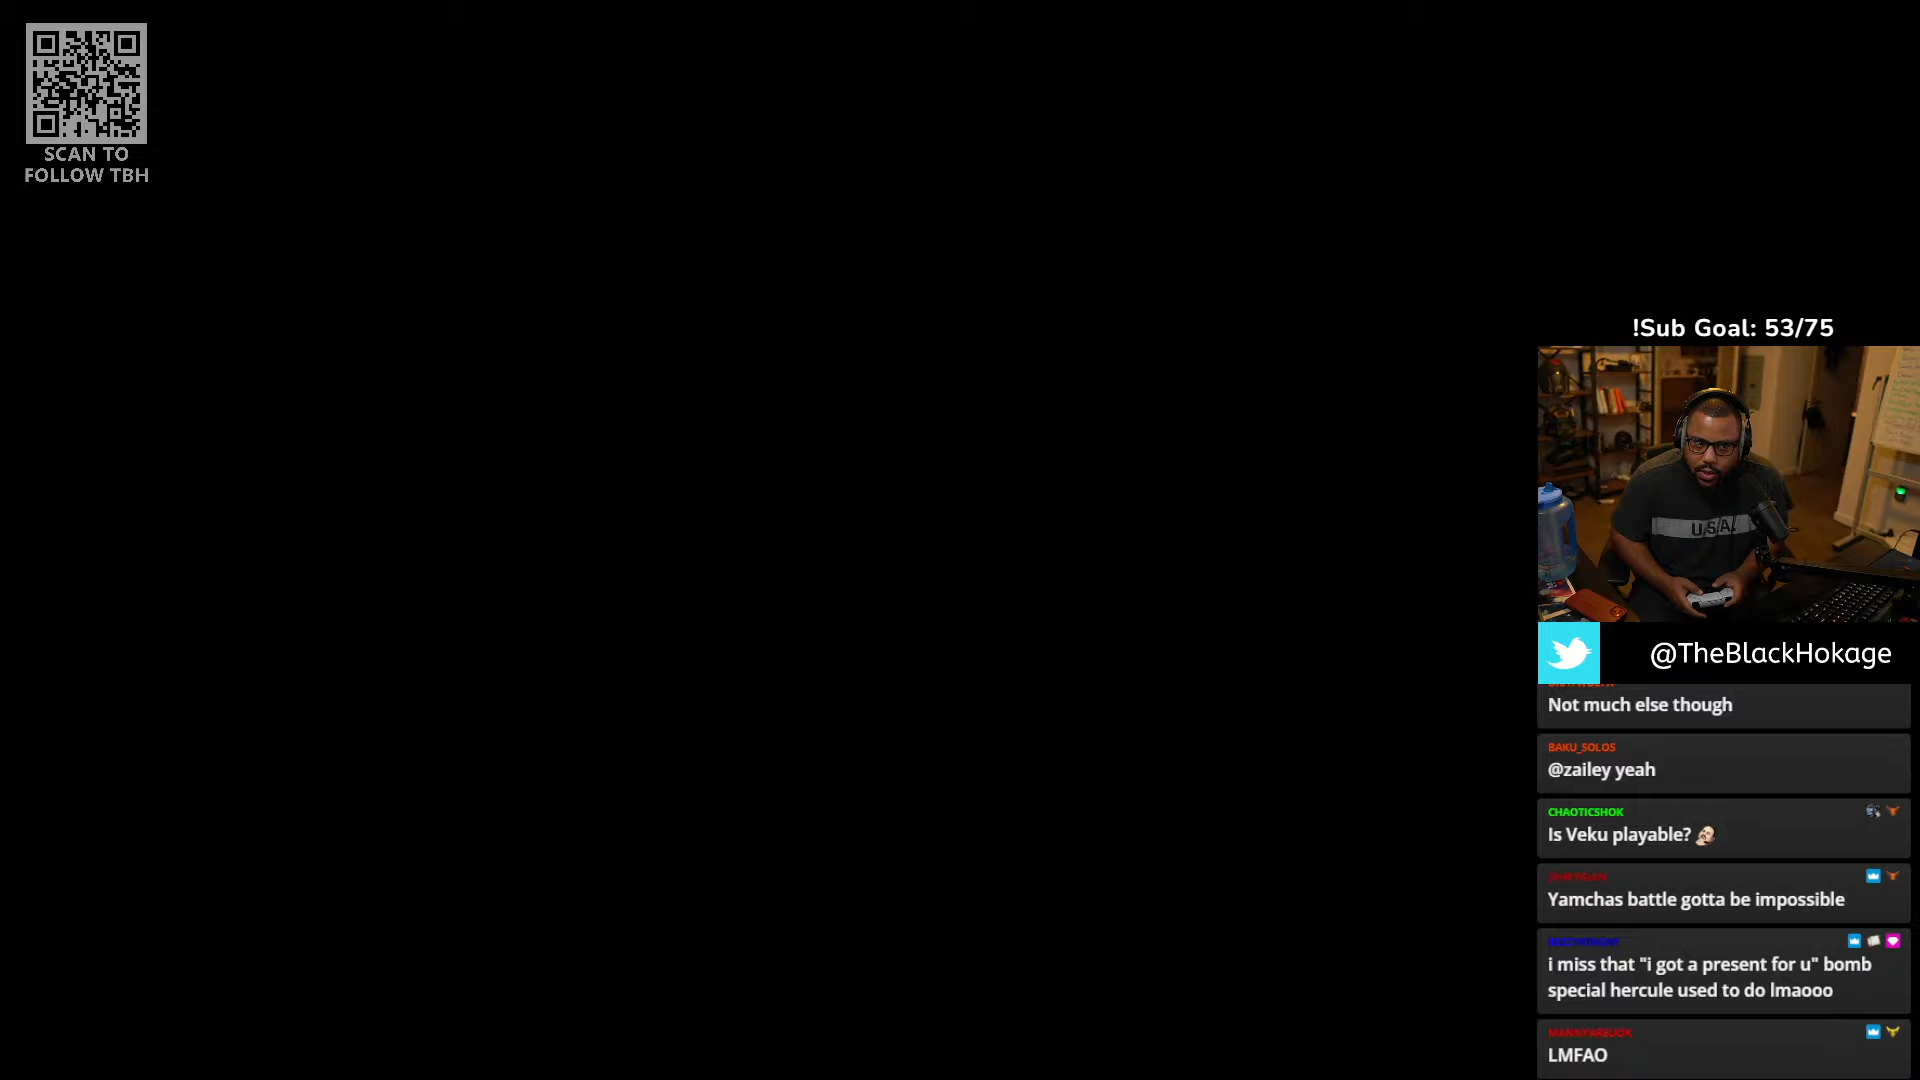 SCAN TO
FOLLOW TBH
!Sub Goal: 53/75
U.S.A.
@TheBlackHokage
Not much else though
BAKU_SOLOS
@zailey yeah
CHAOTICSHOK
Is Veku playable?
Yamchas battle gotta be impossible
i miss that "i got a present for u" bomb
special hercule used to do lmaooo
MANNYAREUOK
LMFAO